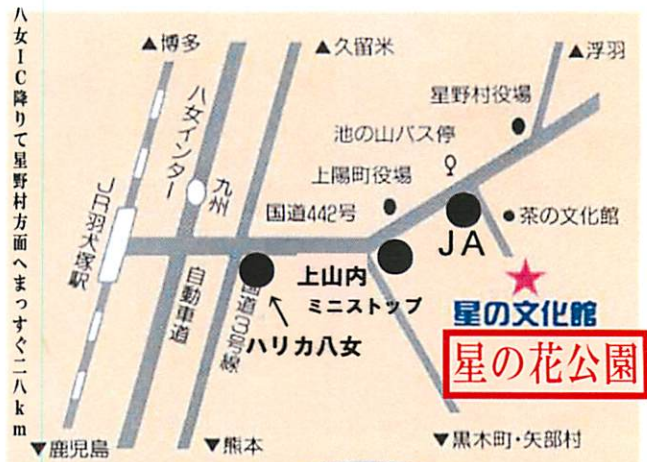 八女IC降りて星野村方面へまっすぐ二八km
▲博多
▲久留米
▲浮羽
八女インター
星野村役場
池の山バス停
上陽町役場
九州
国道442号
茶の文化館
JR羽犬塚駅
JA
上山内
ミニストップ
自動車道
国道3号線
ハリカ八女
星の文化館
星の花公園
▼鹿児島
▼熊本
▼黒木町・矢部村